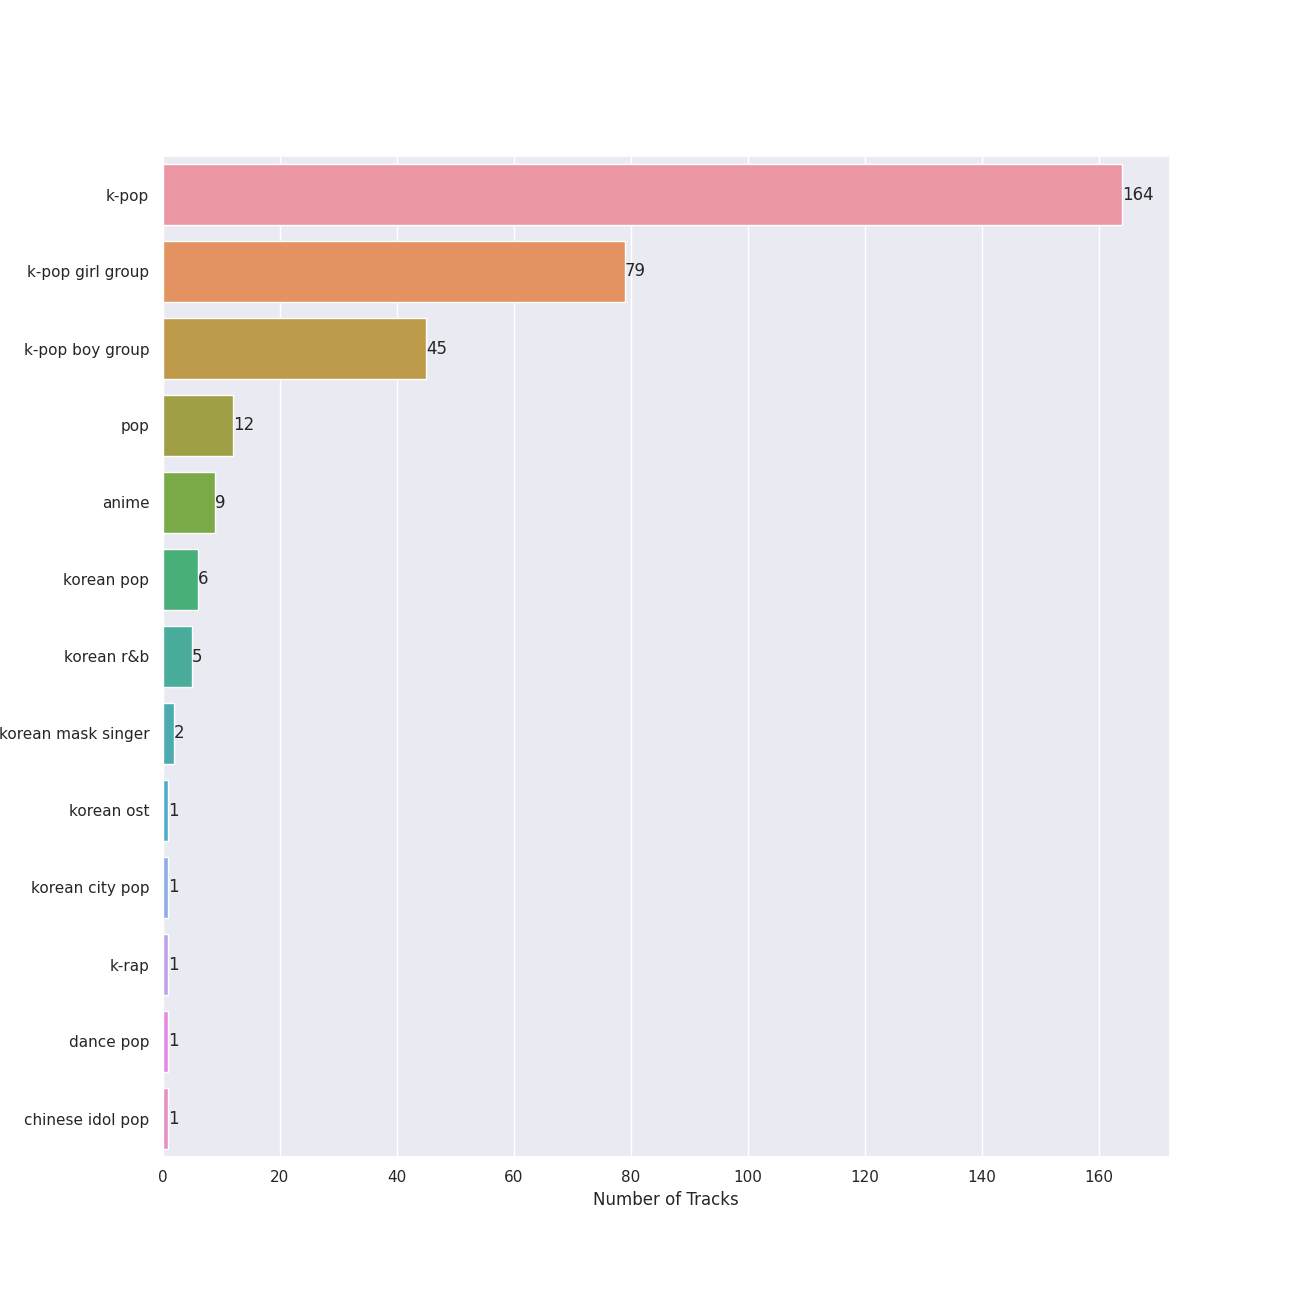 k-pop 164
k-pop girl group 79
k-pop boy group 45
pop 12
anime 9
korean pop 6
korean r&b 5
korean mask singer 2
korean ost 1
korean city pop 1
k-rap 1
dance pop 1
chinese idol pop 1
0 20 40 60 80 100 120 140 160
Number of Tracks